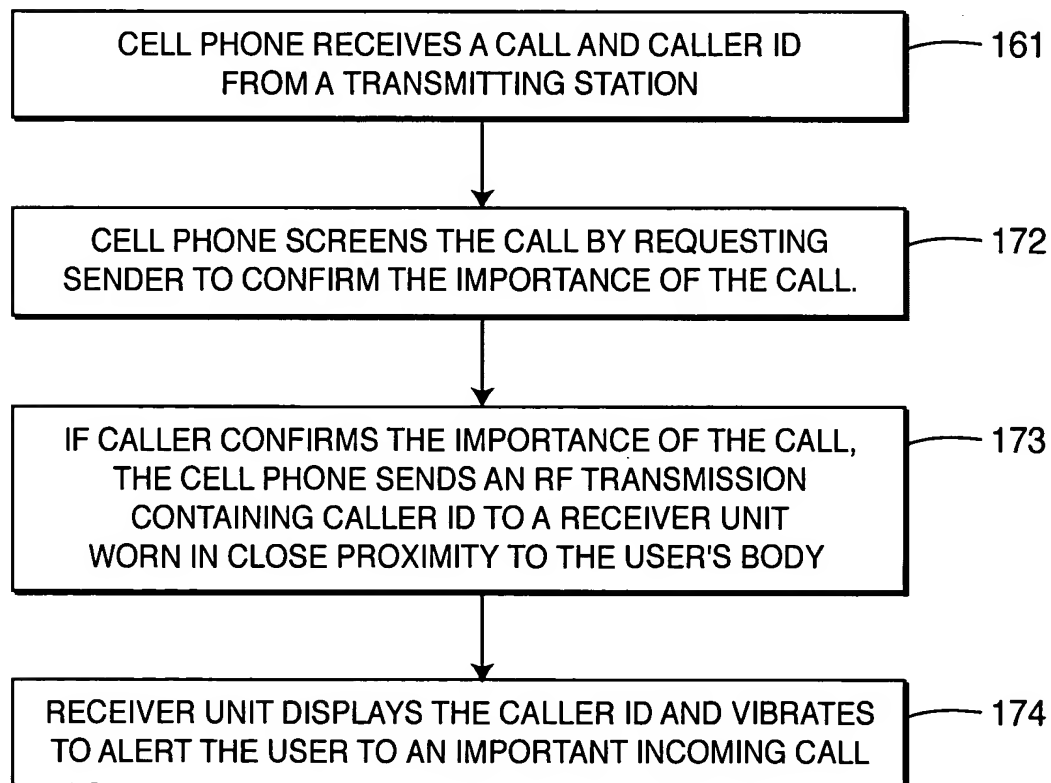 CELL PHONE RECEIVES A CALL AND CALLER ID
FROM A TRANSMITTING STATION
161
CELL PHONE SCREENS THE CALL BY REQUESTING
SENDER TO CONFIRM THE IMPORTANCE OF THE CALL.
172
IF CALLER CONFIRMS THE IMPORTANCE OF THE CALL,
THE CELL PHONE SENDS AN RF TRANSMISSION
CONTAINING CALLER ID TO A RECEIVER UNIT
WORN IN CLOSE PROXIMITY TO THE USER'S BODY
173
RECEIVER UNIT DISPLAYS THE CALLER ID AND VIBRATES
TO ALERT THE USER TO AN IMPORTANT INCOMING CALL
174